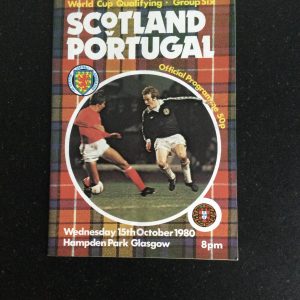 World Cup Qualifying • Group Six
SCOTLAND
PORTUGAL
Official Programme 50p
Wednesday 15th October 1980
Hampden Park Glasgow
8pm